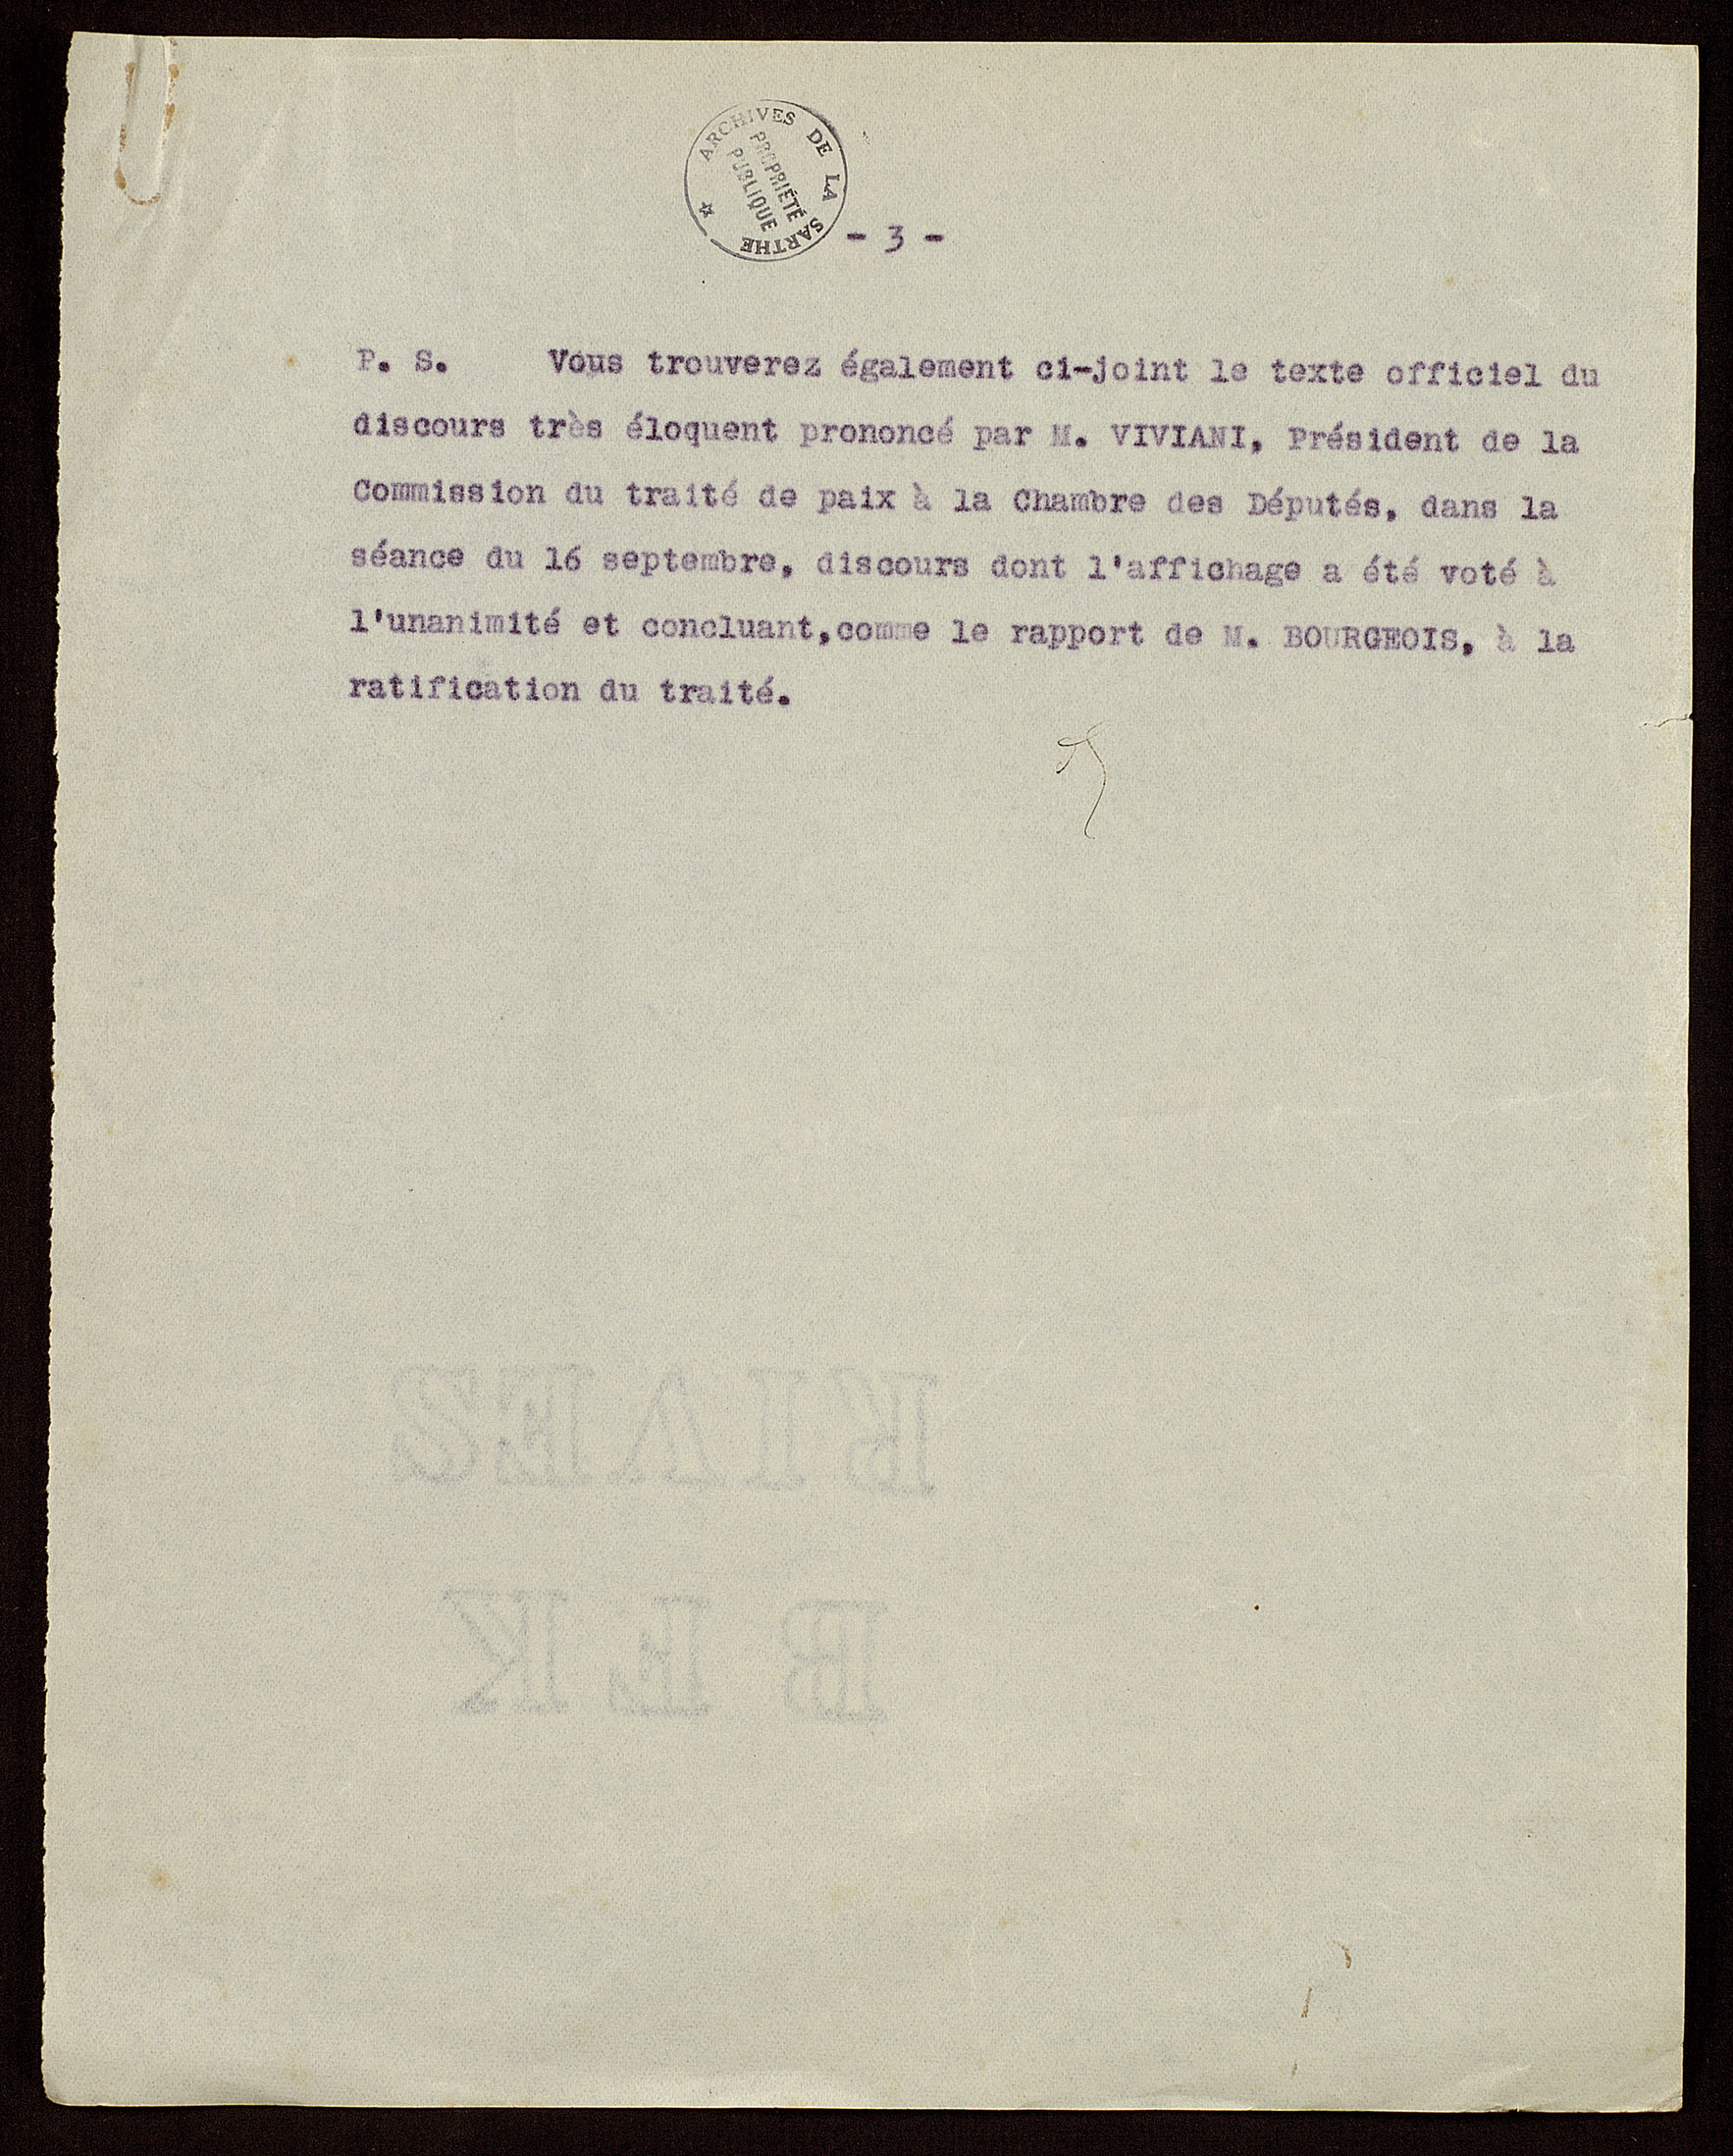 ARCHIVES DE LA SARTHE
PROPRIÉTÉ
PUBLIQUE
- 3 -
P. S. Vous trouverez également ci-joint le texte officiel du
discours très éloquent prononcé par M. VIVIANI, Président de la
Commission du traité de paix à la Chambre des Députés, dans la
séance du 16 septembre, discours dont l'affichage a été voté à
l'unanimité et concluant,comme le rapport de M. BOURGEOIS, à la
ratification du traité.